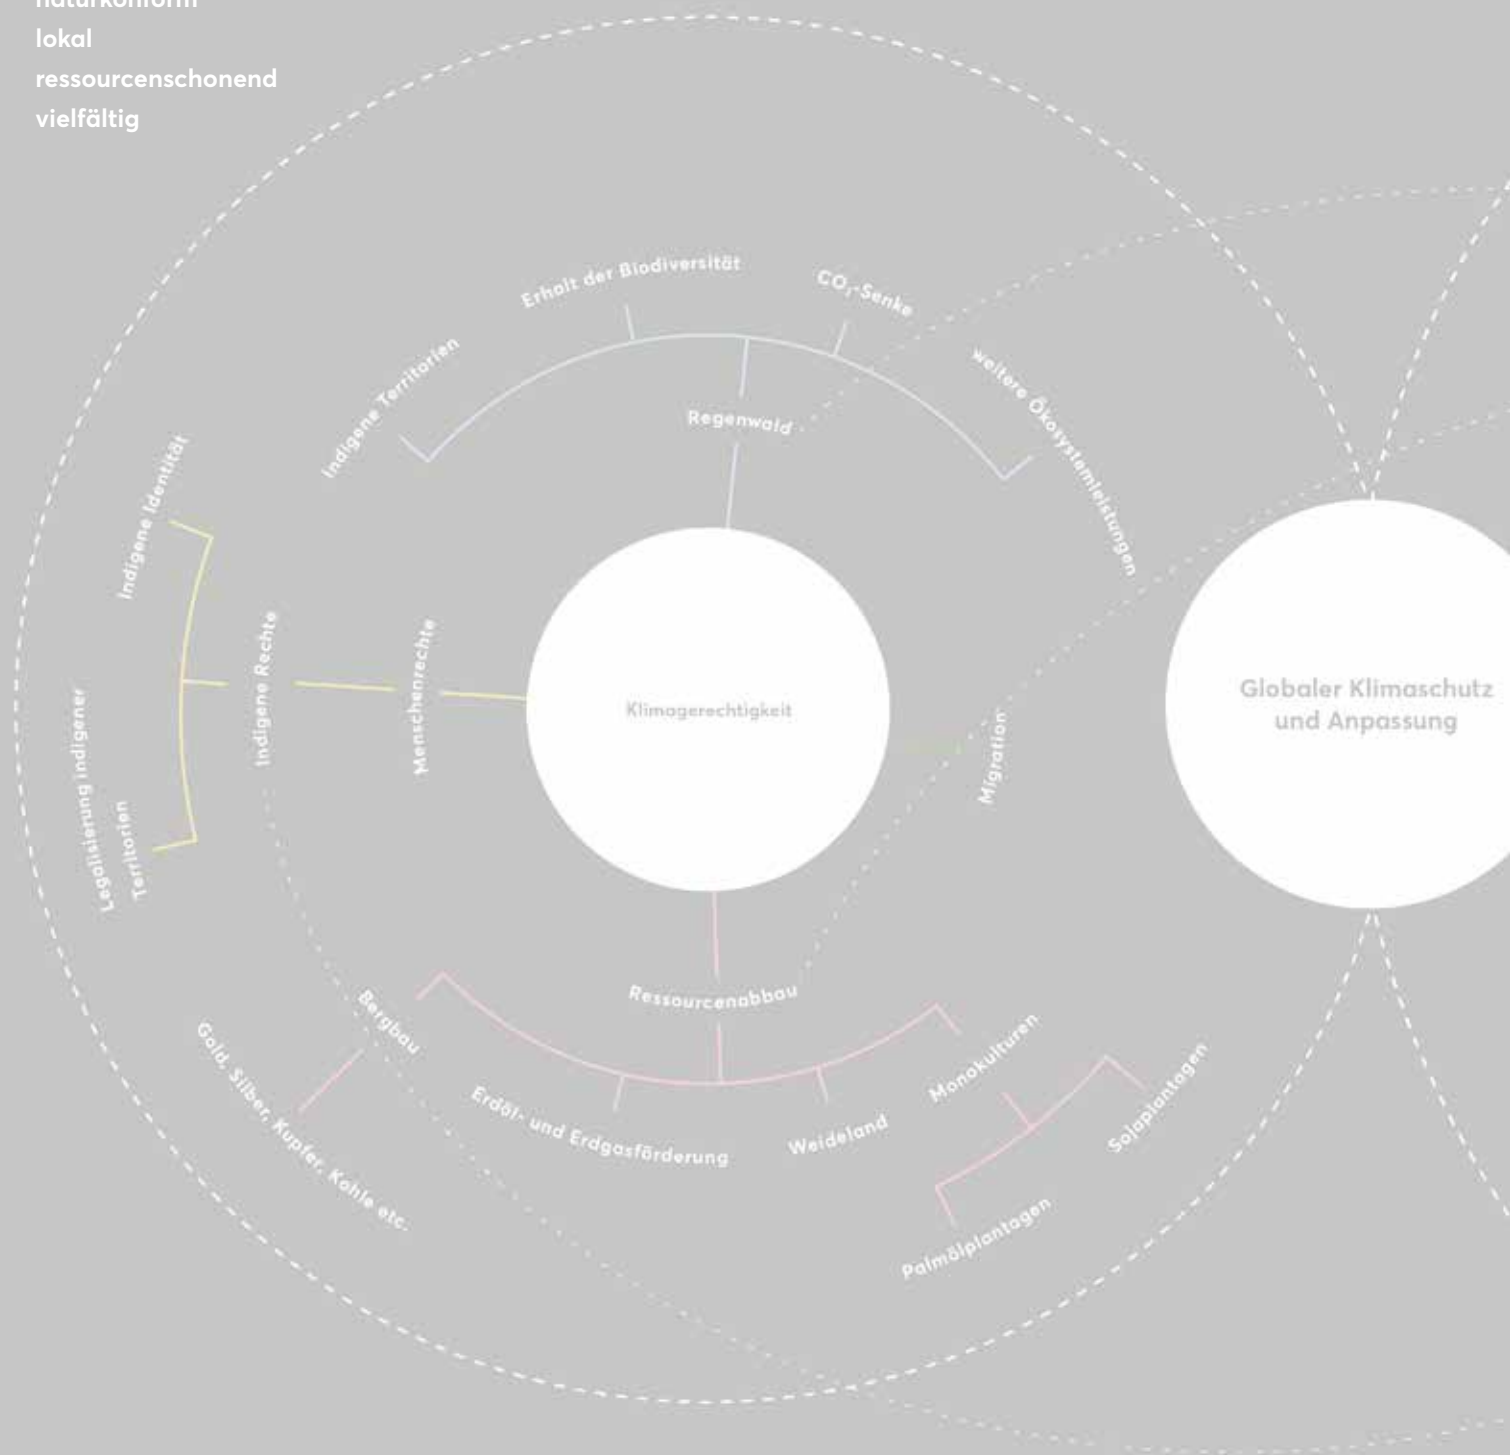 naturkonform
lokal
ressourcenschonend
vielfältig
Erhalt der Biodiversität
CO₂-Senke
Indigene Territorien
weitere Ökosystemleistungen
Regenwald
Indigene Identität
Indigene Rechte
Menschenrechte
Klimagerechtigkeit
Globaler Klimaschutz
und Anpassung
Legalisierung indigener
Territorien
Migration
Ressourcenabbau
Bergbau
Gold, Silber, Kupfer, Kohle etc.
Erdöl- und Erdgasförderung
Weideland
Monokulturen
Sojaplantagen
Palmölplantagen